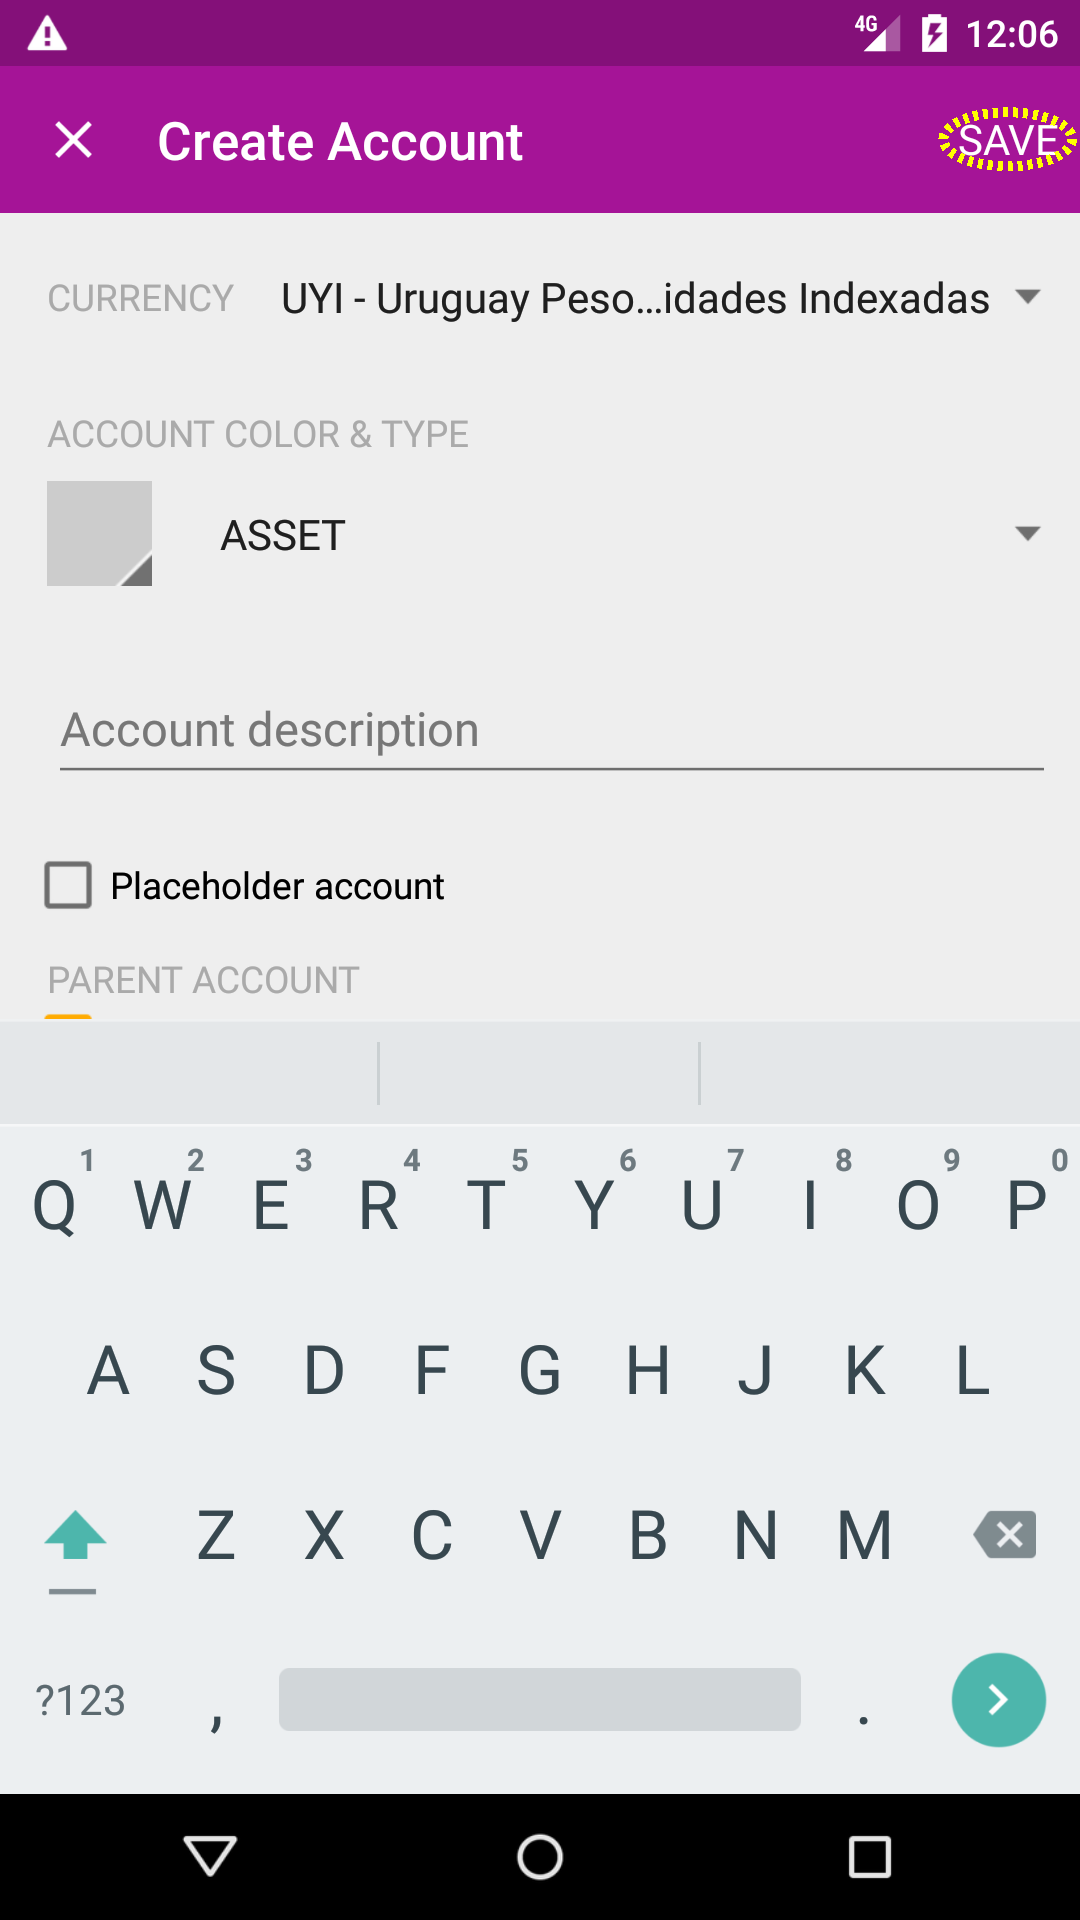 4G 12:06
Create Account SAVE
CURRENCY UYI - Uruguay Peso...idades Indexadas
ACCOUNT COLOR & TYPE
ASSET
Account description
Placeholder account
PARENT ACCOUNT
1 2 3 4 5 6 7 8 9 0
Q W E R T Y U I O P
A S D F G H J K L
Z X C V B N M
?123 , .